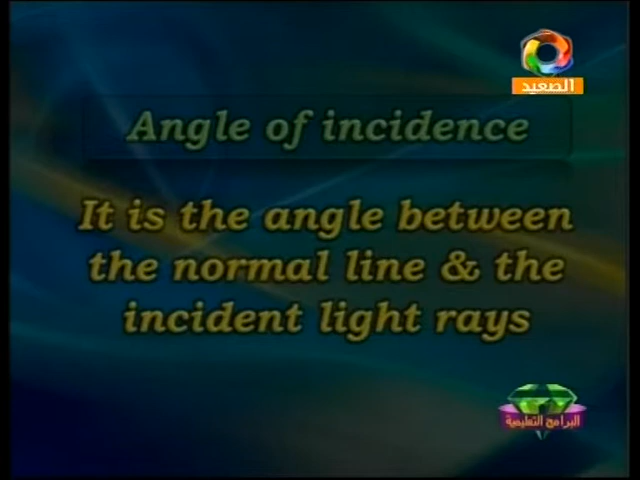 الصعيد
Angle of incidence
It is the angle between
the normal line & the
incident light rays
البرامج التعليمية